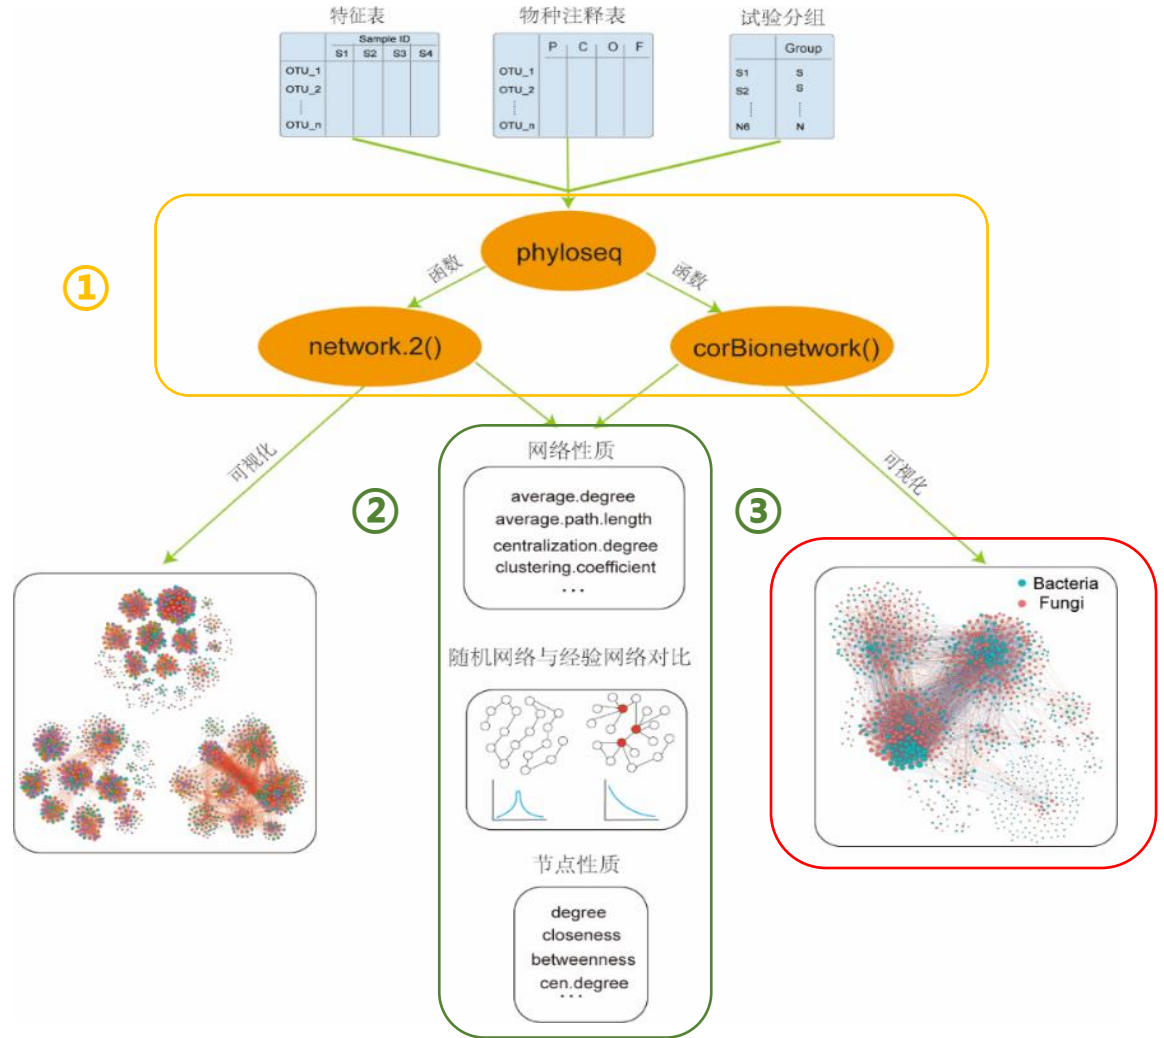 特征表
Sample ID
S1 S2 S3 S4
OTU_1
OTU_2
OTU_n
物种注释表
P C O F
OTU_1
OTU_2
OTU_n
试验分组
Group
S1 S
S2 S
N6 N
①
phyloseq
函数
函数
network.2()
corBionetwork()
可视化
可视化
②
网络性质
average.degree
average.path.length
centralization.degree
clustering.coefficient
...
随机网络与经验网络对比
节点性质
degree
closeness
betweenness
cen.degree
...
③
Bacteria
Fungi